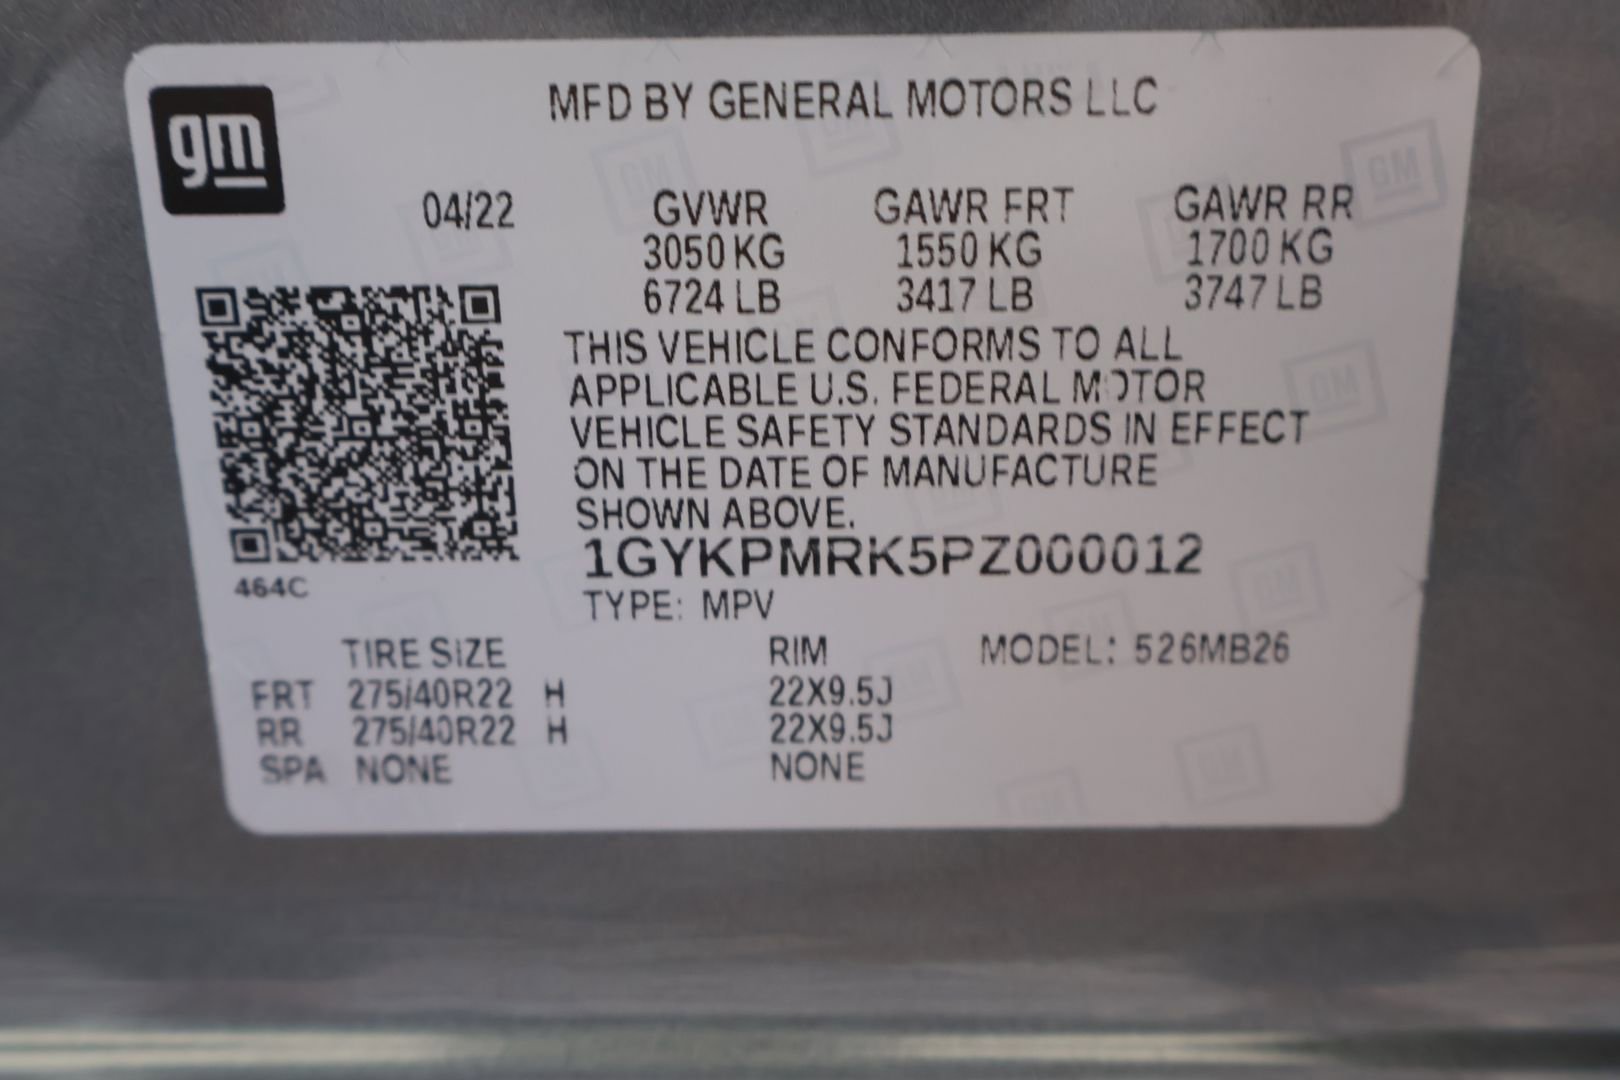 gm
MFD BY GENERAL MOTORS LLC
04/22 GVWR GAWR FRT GAWR RR
3050 KG 1550 KG 1700 KG
6724 LB 3417 LB 3747 LB
THIS VEHICLE CONFORMS TO ALL
APPLICABLE U.S. FEDERAL MOTOR
VEHICLE SAFETY STANDARDS IN EFFECT
ON THE DATE OF MANUFACTURE
SHOWN ABOVE.
1GYKPMRK5PZ000012
464C
TYPE: MPV
TIRE SIZE RIM MODEL: 526MB26
FRT 275/40R22 H 22X9.5J
RR 275/40R22 H 22X9.5J
SPA NONE NONE